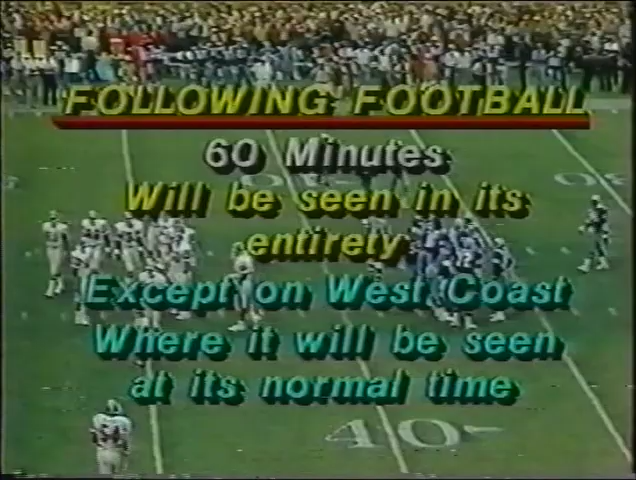 FOLLOWING FOOTBALL
60 Minutes
Will be seen in its
entirety
Except on West Coast
Where it will be seen
at its normal time
40